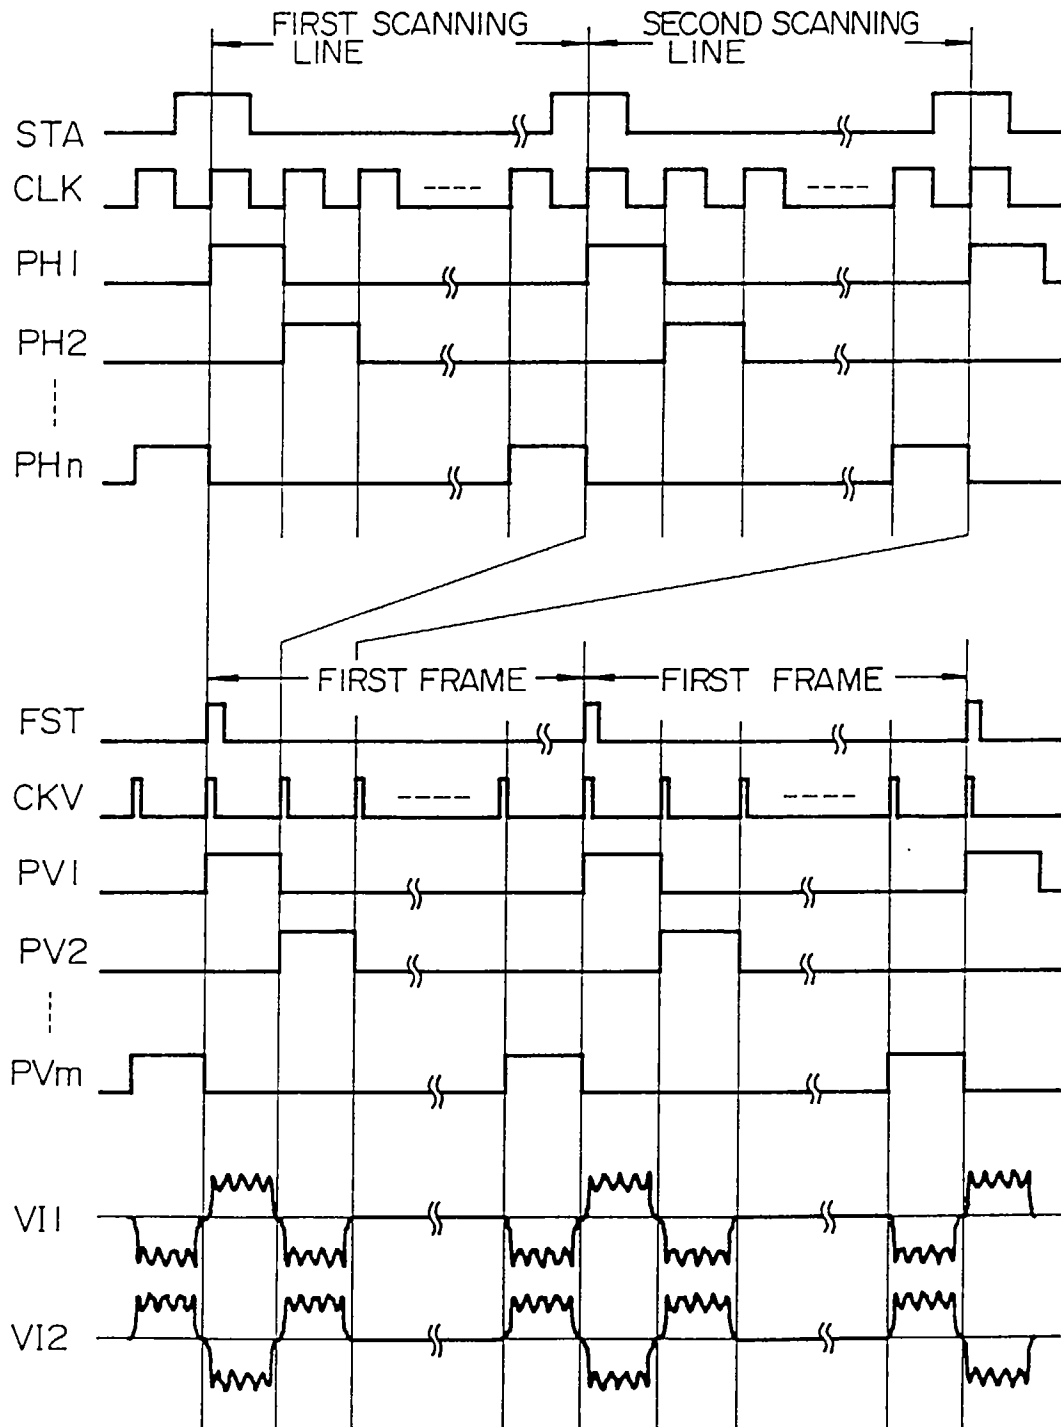 FIRST SCANNING
LINE
SECOND SCANNING
LINE
STA
CLK
PH1
PH2
PHn
FIRST FRAME
FIRST FRAME
FST
CKV
PV1
PV2
PVm
VI1
VI2